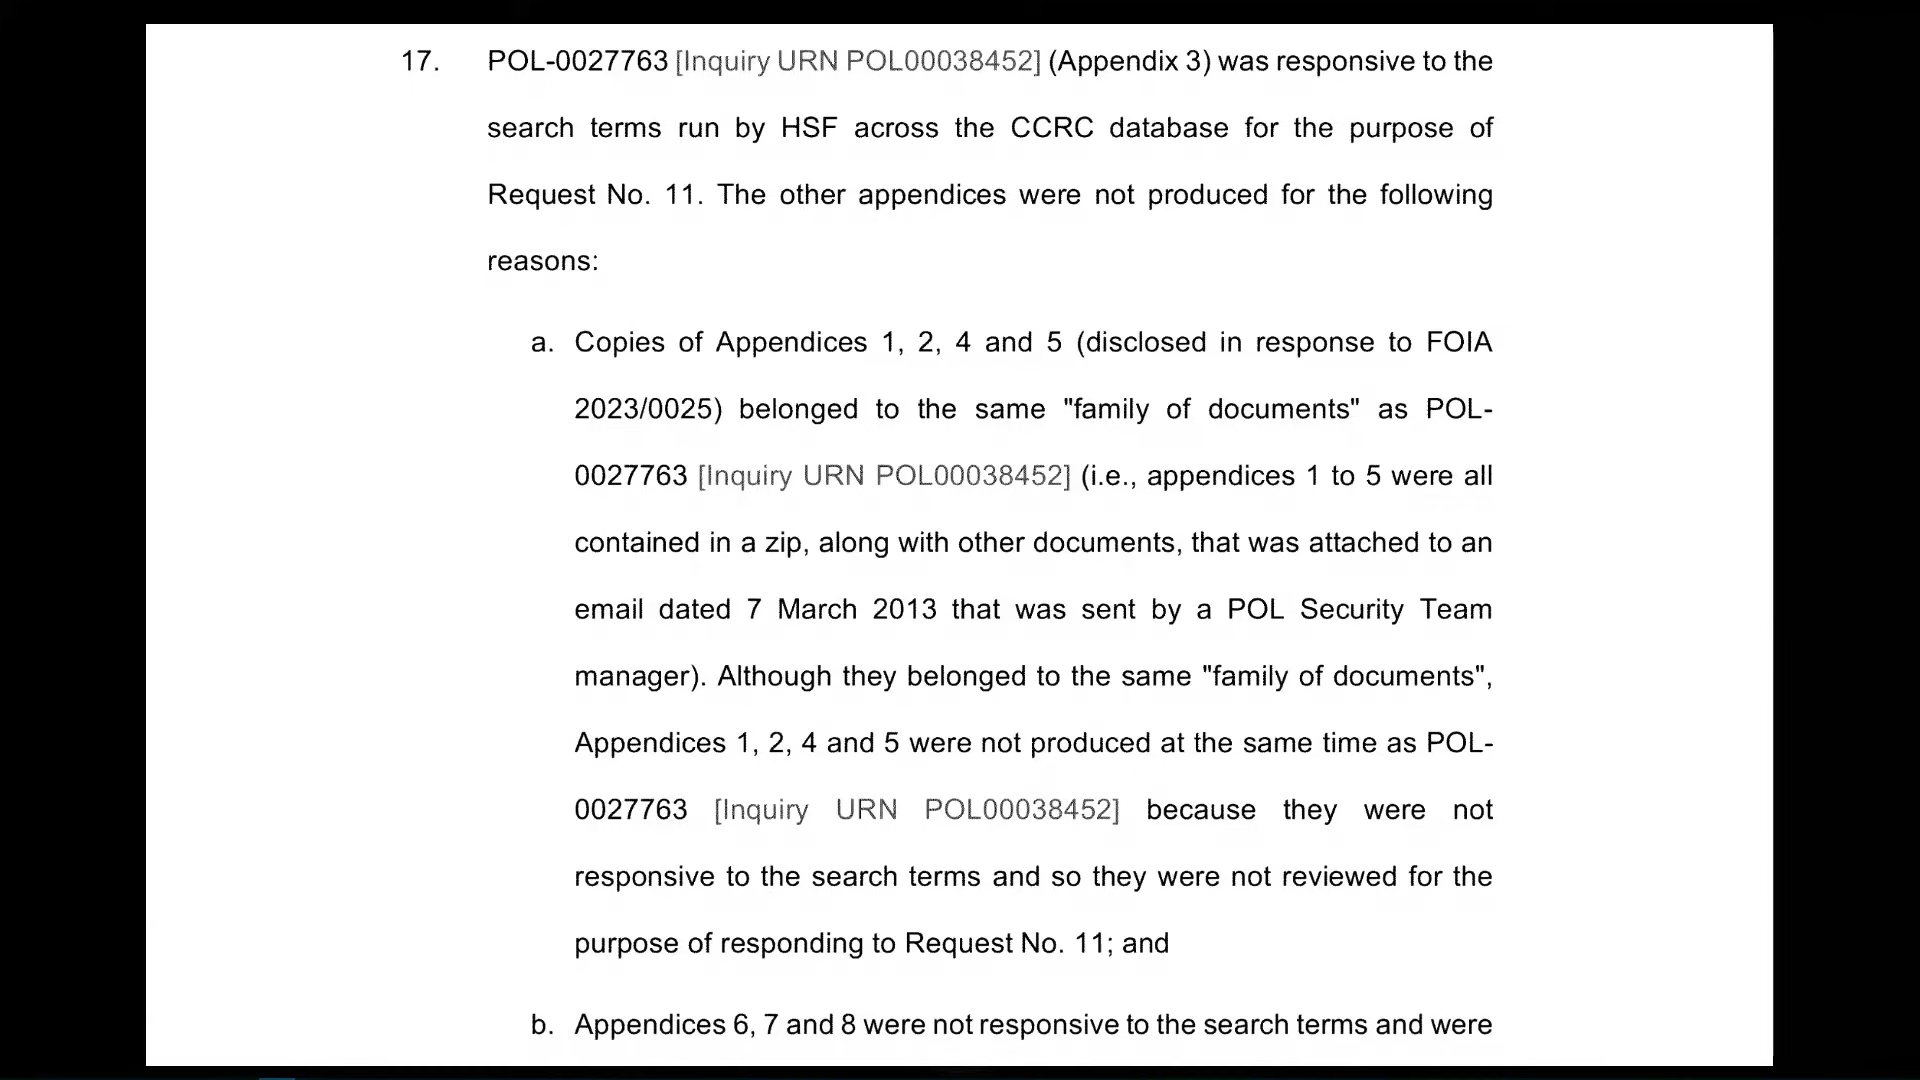 17. POL-0027763 [Inquiry URN POL00038452] (Appendix 3) was responsive to the
search terms run by HSF across the CCRC database for the purpose of
Request No. 11. The other appendices were not produced for the following
reasons:
a. Copies of Appendices 1, 2, 4 and 5 (disclosed in response to FOIA
2023/0025) belonged to the same "family of documents" as POL-
0027763 [Inquiry URN POL00038452] (i.e., appendices 1 to 5 were all
contained in a zip, along with other documents, that was attached to an
email dated 7 March 2013 that was sent by a POL Security Team
manager). Although they belonged to the same "family of documents",
Appendices 1, 2, 4 and 5 were not produced at the same time as POL-
0027763 [Inquiry URN POL00038452] because they were not
responsive to the search terms and so they were not reviewed for the
purpose of responding to Request No. 11; and
b. Appendices 6, 7 and 8 were not responsive to the search terms and were